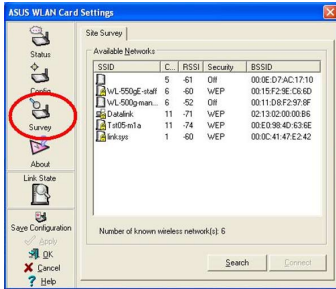 ASUS WLAN Card Settings
Status
Config
Survey
About
Link State
Save Configuration
Apply
OK
Cancel
Help
Site Survey
Available Networks
SSID C... RSSI Security BSSID
5 -61 Off 00:0E:D7:AC:17:10
WL-550gE-staff 6 -60 WEP 00:15:F2:9E:C6:6D
WL-500g-man... 6 -52 Off 00:11:D8:F2:97:8F
Datalink 11 -71 WEP 02:13:02:00:00:B6
Tst05-m1a 11 -74 WEP 00:E0:98:4D:63:6E
linksys 1 -60 WEP 00:0C:41:47:E2:42
Number of known wireless network(s): 6
Search
Connect